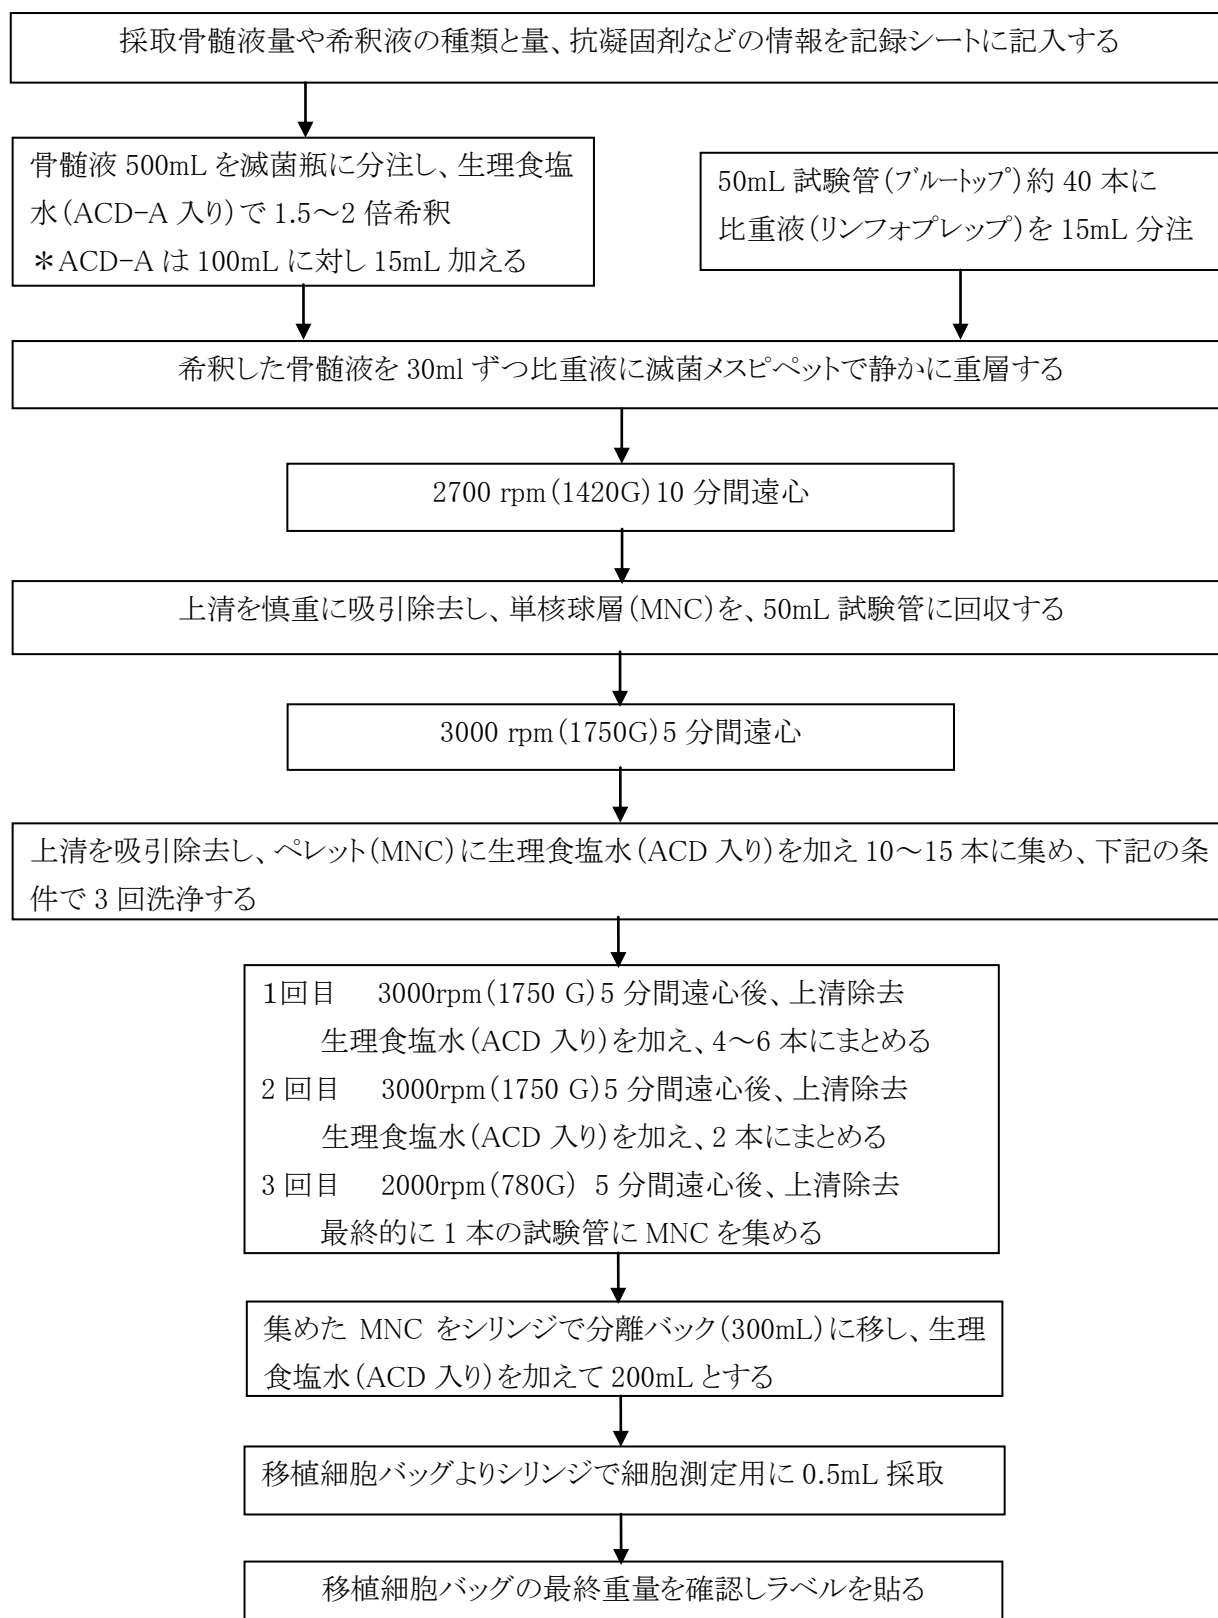 採取骨髄液量や希釈液の種類と量、抗凝固剤などの情報を記録シートに記入する
骨髄液 500mL を滅菌瓶に分注し、生理食塩
水(ACD-A 入り)で 1.5～2 倍希釈
＊ACD-A は 100mL に対し 15mL 加える
50mL 試験管(ブルートップ)約 40 本に
比重液(リンフォプレップ)を 15mL 分注
希釈した骨髄液を 30ml ずつ比重液に滅菌メスピペットで静かに重層する
2700 rpm(1420G)10 分間遠心
上清を慎重に吸引除去し、単核球層(MNC)を、50mL 試験管に回収する
3000 rpm(1750G)5 分間遠心
上清を吸引除去し、ペレット(MNC)に生理食塩水(ACD 入り)を加え 10～15 本に集め、下記の条
件で 3 回洗浄する
1回目　3000rpm(1750 G)5 分間遠心後、上清除去
生理食塩水(ACD 入り)を加え、4～6 本にまとめる
2 回目　3000rpm(1750 G)5 分間遠心後、上清除去
生理食塩水(ACD 入り)を加え、2 本にまとめる
3 回目　2000rpm(780G) 5 分間遠心後、上清除去
最終的に 1 本の試験管に MNC を集める
集めた MNC をシリンジで分離バック(300mL)に移し、生理
食塩水(ACD 入り)を加えて 200mL とする
移植細胞バッグよりシリンジで細胞測定用に 0.5mL 採取
移植細胞バッグの最終重量を確認しラベルを貼る